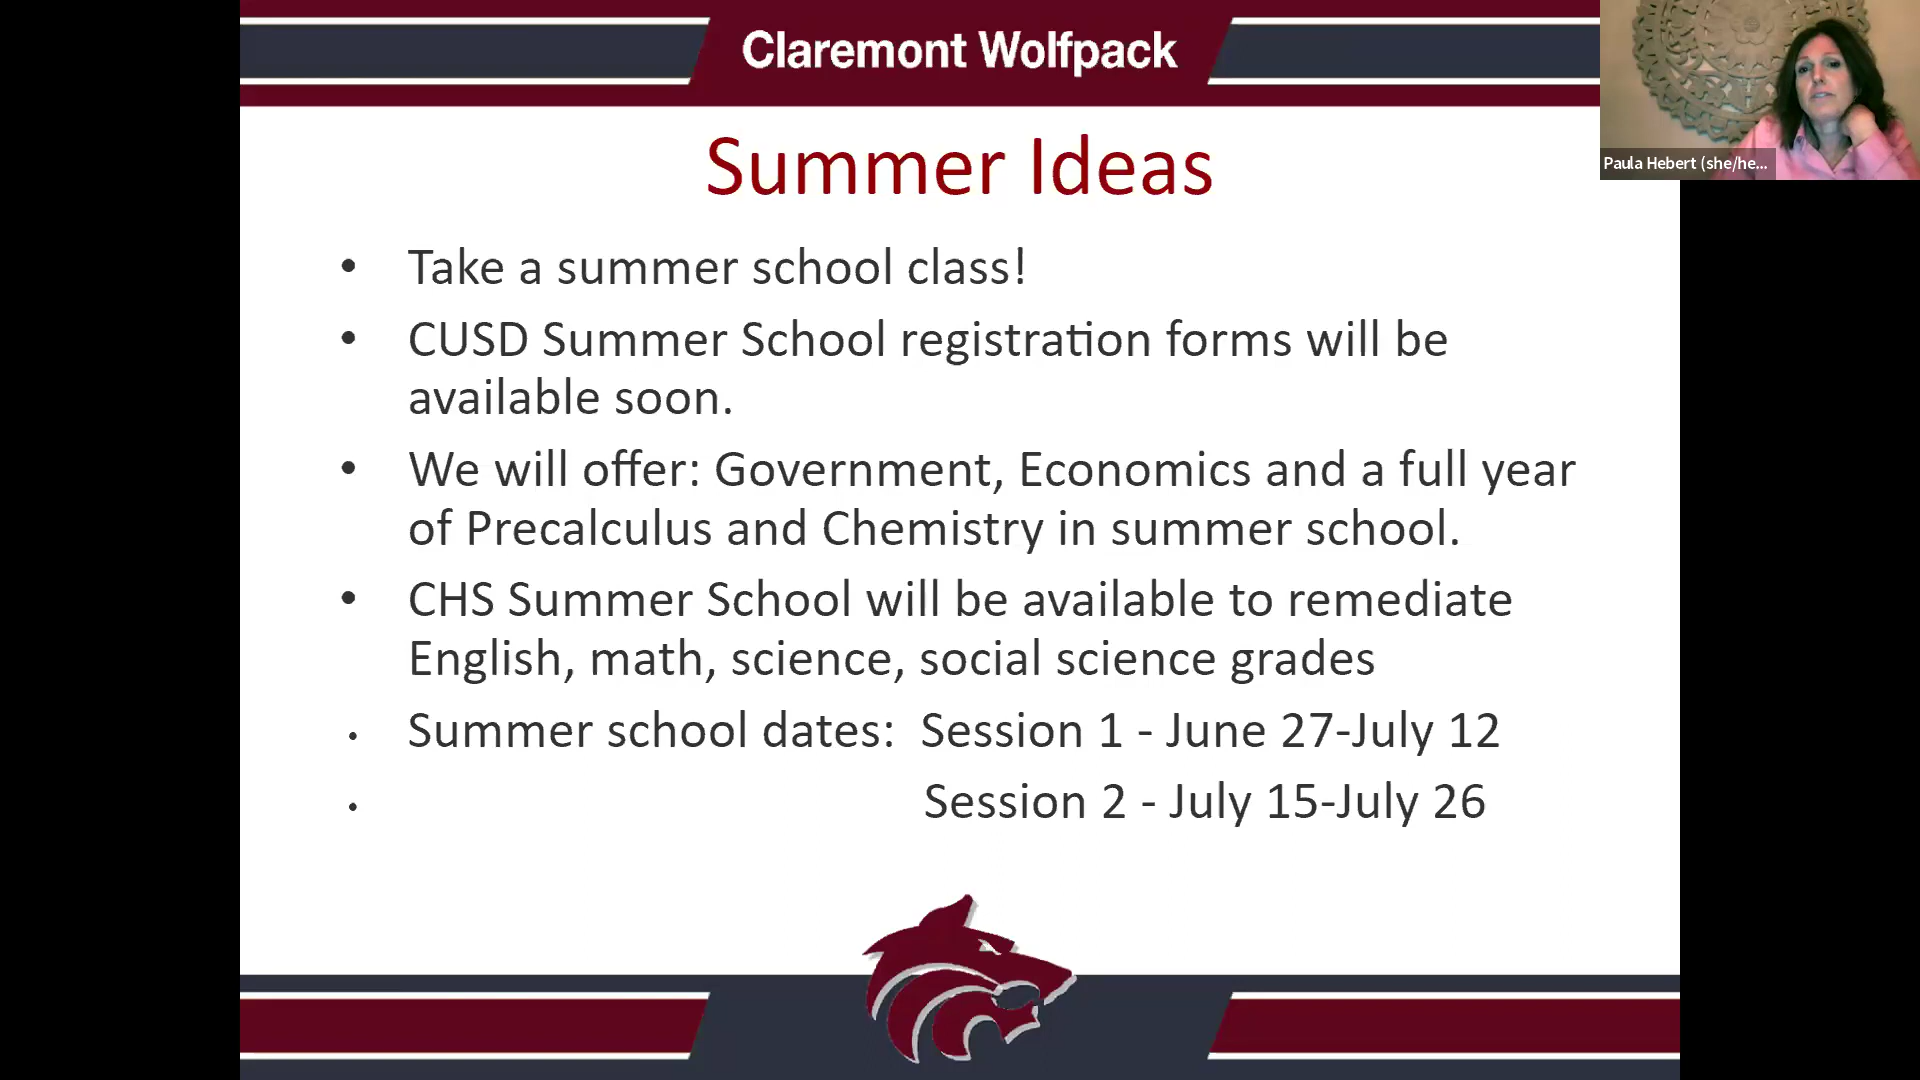 Claremont Wolfpack
Paula Hebert (she/he...
Summer Ideas
• Take a summer school class!
• CUSD Summer School registration forms will be
available soon.
• We will offer: Government, Economics and a full year
of Precalculus and Chemistry in summer school.
• CHS Summer School will be available to remediate
English, math, science, social science grades
• Summer school dates: Session 1 - June 27-July 12
• Session 2 - July 15-July 26